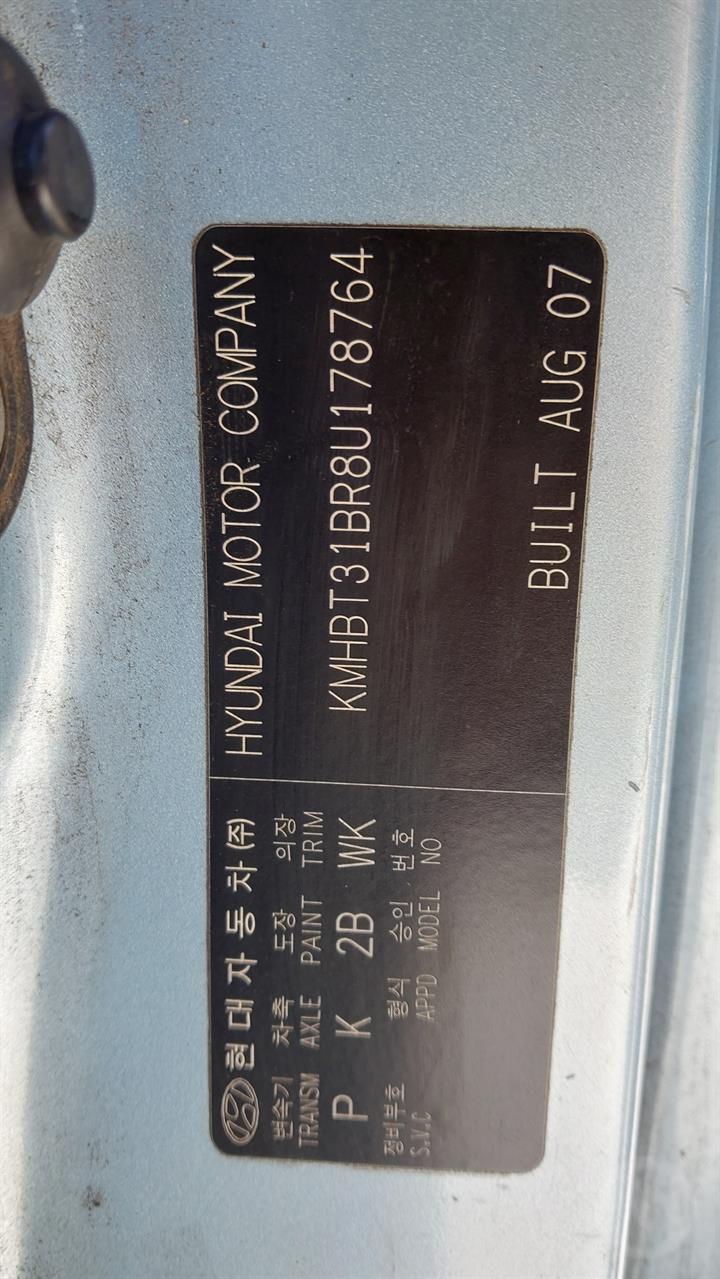 현대자동차(주) HYUNDAI MOTOR COMPANY
변속기 차축 도장 의장
TRANSM AXLE PAINT TRIM
P K 2B WK KMHBT31BR8U178764
정비부호 형식 승인 번호
S.V.C APPD MODEL NO
BUILT AUG 07